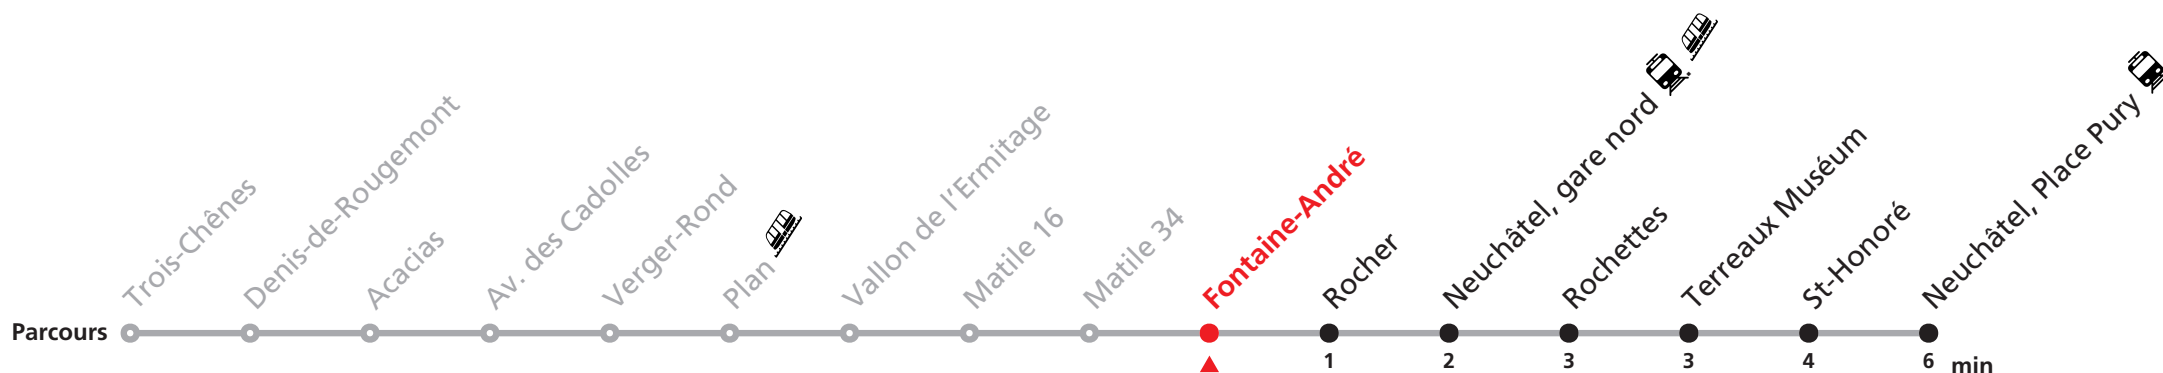 Trois-Chênes
Denis-de-Rougemont
Acacias
Av. des Cadolles
Verger-Rond
Plan
Vallon de l'Ermitage
Matile 16
Matile 34
Fontaine-André
Rocher
Neuchâtel, gare nord
Rochettes
Terreaux Muséum
St-Honoré
Neuchâtel, Place Pury
Parcours
1 2 3 3 4 6 min